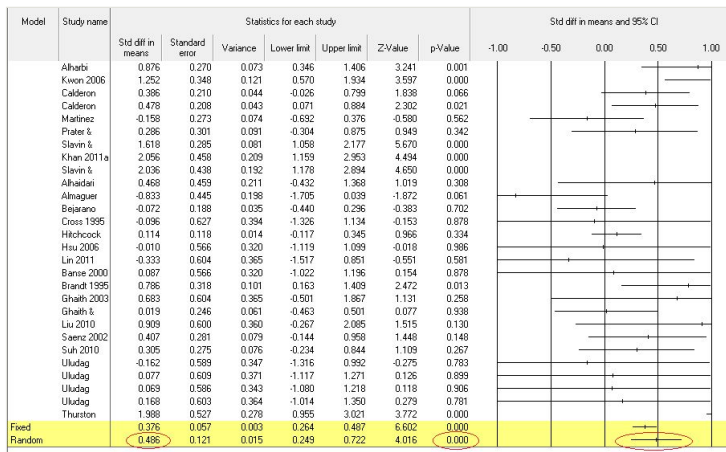 Model Study name Statistics for each study Std diff in means and 95% CI
Std diff in means Standard error Variance Lower limit Upper limit Z-Value p-Value -1.00 -0.50 0.00 0.50 1.00
Alharbi 0.876 0.270 0.073 0.346 1.406 3.241 0.001
Kwon 2006 1.252 0.348 0.121 0.570 1.934 3.597 0.000
Calderon 0.386 0.210 0.044 -0.026 0.799 1.838 0.066
Calderon 0.478 0.208 0.043 0.071 0.884 2.302 0.021
Martinez -0.158 0.273 0.074 -0.692 0.376 -0.580 0.562
Prater & 0.286 0.301 0.091 -0.304 0.875 0.949 0.342
Slavin & 1.618 0.285 0.081 1.058 2.177 5.670 0.000
Khan 2011a 2.056 0.458 0.209 1.159 2.953 4.494 0.000
Slavin & 2.036 0.438 0.192 1.178 2.894 4.650 0.000
Alhaidari 0.468 0.459 0.211 -0.432 1.368 1.019 0.308
Almaguer -0.833 0.445 0.198 -1.705 0.039 -1.872 0.061
Bejarano -0.072 0.188 0.035 -0.440 0.296 -0.383 0.702
Cross 1995 -0.096 0.627 0.394 -1.326 1.134 -0.153 0.878
Hitchcock 0.114 0.118 0.014 -0.117 0.345 0.966 0.334
Hsu 2006 -0.010 0.566 0.320 -1.119 1.099 -0.018 0.986
Lin 2011 -0.333 0.604 0.365 -1.517 0.851 -0.551 0.581
Banse 2000 0.087 0.566 0.320 -1.022 1.196 0.154 0.878
Brandt 1995 0.786 0.318 0.101 0.163 1.409 2.472 0.013
Ghaith 2003 0.683 0.604 0.365 -0.501 1.867 1.131 0.258
Ghaith & 0.019 0.246 0.061 -0.463 0.501 0.077 0.938
Liu 2010 0.909 0.600 0.360 -0.267 2.085 1.515 0.130
Saenz 2002 0.407 0.281 0.079 -0.144 0.958 1.448 0.148
Suh 2010 0.305 0.275 0.076 -0.234 0.844 1.109 0.267
Uludag -0.162 0.589 0.347 -1.316 0.992 -0.275 0.783
Uludag 0.077 0.609 0.371 -1.117 1.271 0.126 0.899
Uludag 0.069 0.586 0.343 -1.080 1.218 0.118 0.906
Uludag 0.168 0.603 0.364 -1.014 1.350 0.279 0.781
Thurston 1.988 0.527 0.278 0.955 3.021 3.772 0.000
Fixed 0.376 0.057 0.003 0.264 0.487 6.602 0.000
Random 0.486 0.121 0.015 0.249 0.722 4.016 0.000